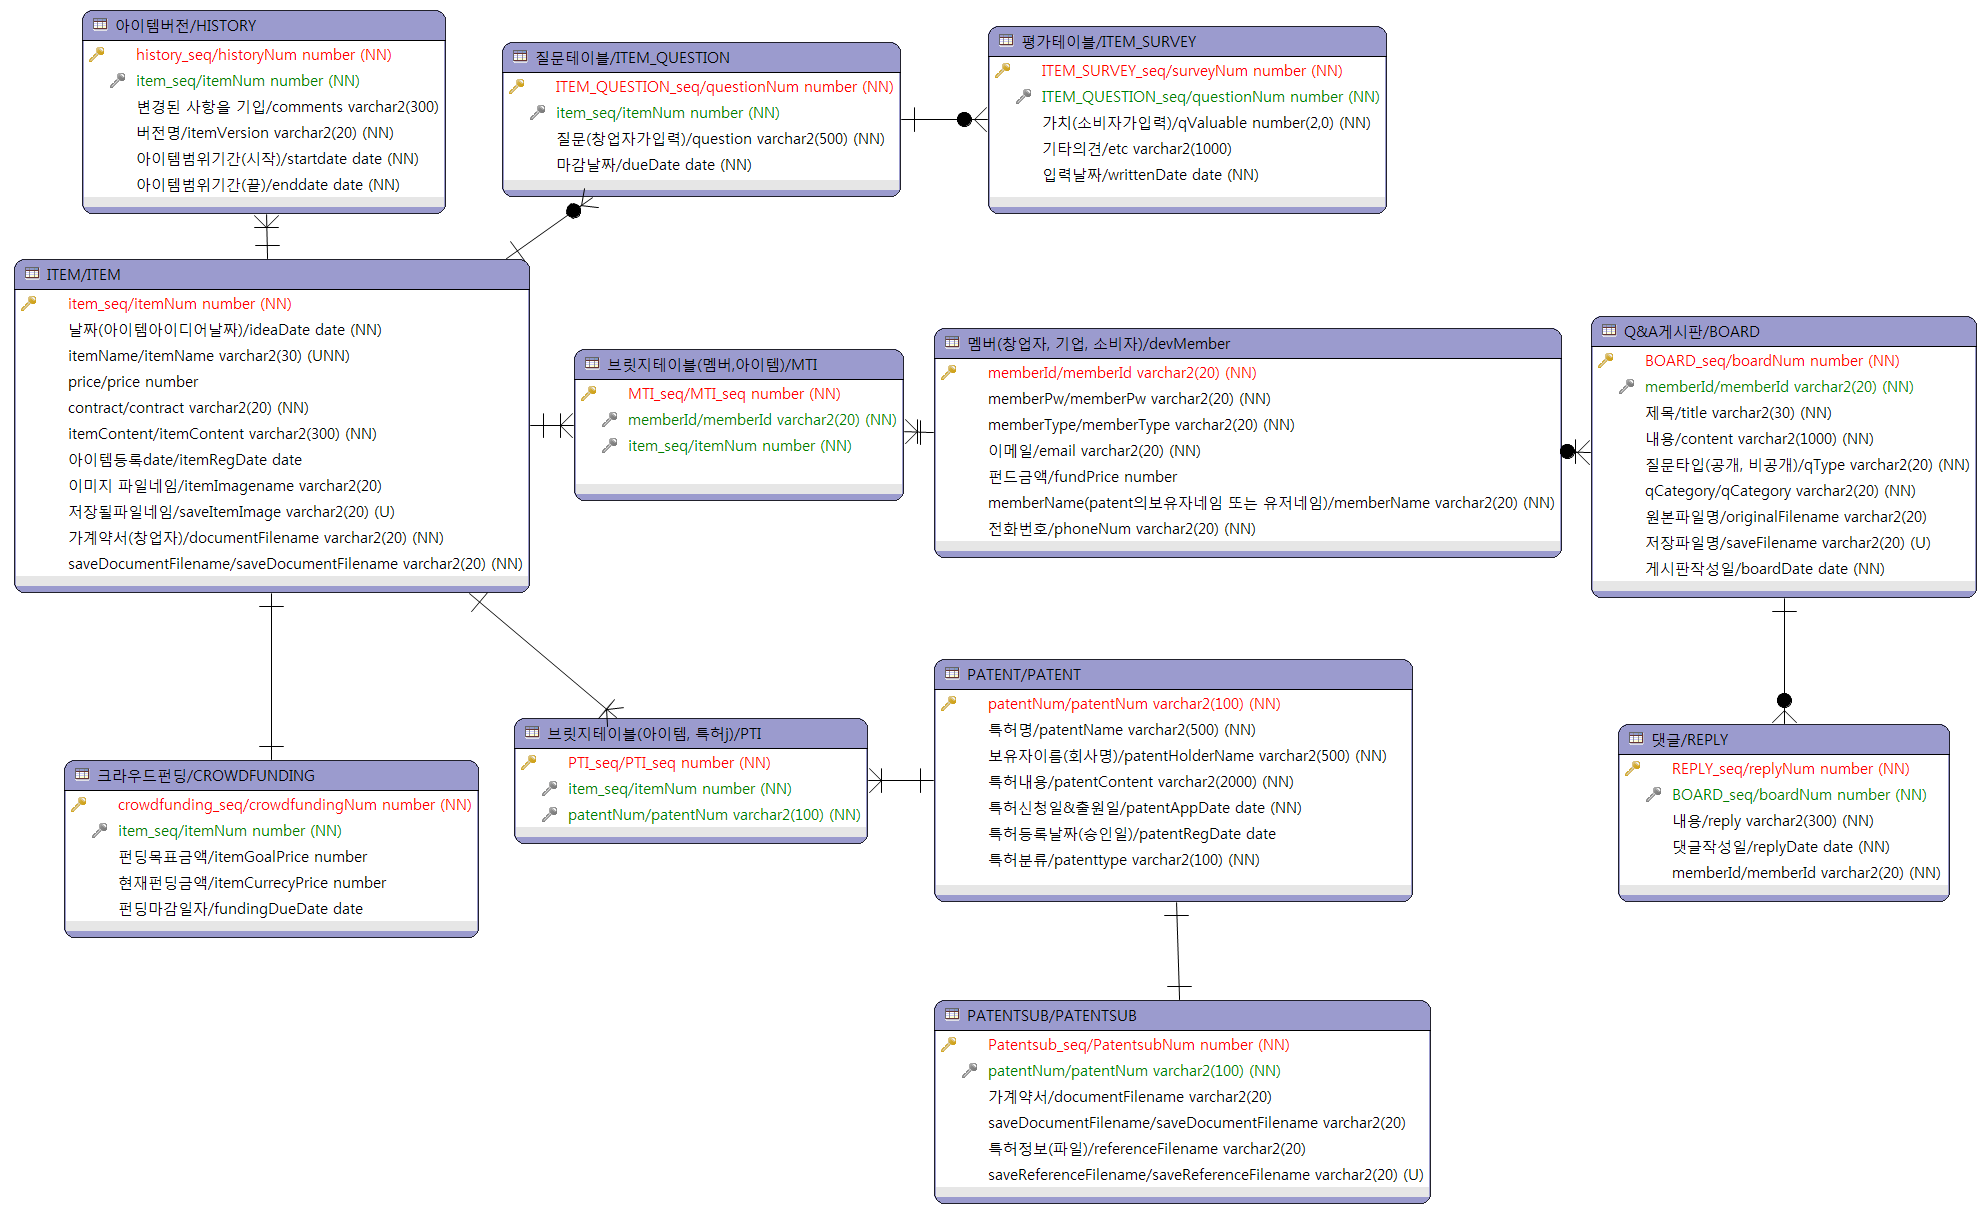 아이템버전/HISTORY
history_seq/historyNum number (NN)
item_seq/itemNum number (NN)
변경된 사항을 기입/comments varchar2(300)
버전명/itemVersion varchar2(20) (NN)
아이템범위기간(시작)/startdate date (NN)
아이템범위기간(끝)/enddate date (NN)
질문테이블/ITEM_QUESTION
ITEM_QUESTION_seq/questionNum number (NN)
item_seq/itemNum number (NN)
질문(창업자가입력)/question varchar2(500) (NN)
마감날짜/dueDate date (NN)
평가테이블/ITEM_SURVEY
ITEM_SURVEY_seq/surveyNum number (NN)
ITEM_QUESTION_seq/questionNum number (NN)
가치(소비자가입력)/qValuable number(2,0) (NN)
기타의견/etc varchar2(1000)
입력날짜/writtenDate date (NN)
ITEM/ITEM
item_seq/itemNum number (NN)
날짜(아이템아이디어날짜)/ideaDate date (NN)
itemName/itemName varchar2(30) (UNN)
price/price number
contract/contract varchar2(20) (NN)
itemContent/itemContent varchar2(300) (NN)
아이템등록date/itemRegDate date
이미지 파일네임/itemImagename varchar2(20)
저장될파일네임/saveItemImage varchar2(20) (U)
가계약서(창업자)/documentFilename varchar2(20) (NN)
saveDocumentFilename/saveDocumentFilename varchar2(20) (NN)
브릿지테이블(멤버,아이템)/MTI
MTI_seq/MTI_seq number (NN)
memberId/memberId varchar2(20) (NN)
item_seq/itemNum number (NN)
멤버(창업자, 기업, 소비자)/devMember
memberId/memberId varchar2(20) (NN)
memberPw/memberPw varchar2(20) (NN)
memberType/memberType varchar2(20) (NN)
이메일/email varchar2(20) (NN)
펀드금액/fundPrice number
memberName(patent의보유자네임 또는 유저네임)/memberName varchar2(20) (NN)
전화번호/phoneNum varchar2(20) (NN)
Q&A게시판/BOARD
BOARD_seq/boardNum number (NN)
memberId/memberId varchar2(20) (NN)
제목/title varchar2(30) (NN)
내용/content varchar2(1000) (NN)
질문타입(공개, 비공개)/qType varchar2(20) (NN)
qCategory/qCategory varchar2(20) (NN)
원본파일명/originalFilename varchar2(20)
저장파일명/saveFilename varchar2(20) (U)
게시판작성일/boardDate date (NN)
크라우드펀딩/CROWDFUNDING
crowdfunding_seq/crowdfundingNum number (NN)
item_seq/itemNum number (NN)
펀딩목표금액/itemGoalPrice number
현재펀딩금액/itemCurrecyPrice number
펀딩마감일자/fundingDueDate date
브릿지테이블(아이템, 특허j)/PTI
PTI_seq/PTI_seq number (NN)
item_seq/itemNum number (NN)
patentNum/patentNum varchar2(100) (NN)
PATENT/PATENT
patentNum/patentNum varchar2(100) (NN)
특허명/patentName varchar2(500) (NN)
보유자이름(회사명)/patentHolderName varchar2(500) (NN)
특허내용/patentContent varchar2(2000) (NN)
특허신청일&출원일/patentAppDate date (NN)
특허등록날짜(승인일)/patentRegDate date
특허분류/patenttype varchar2(100) (NN)
댓글/REPLY
REPLY_seq/replyNum number (NN)
BOARD_seq/boardNum number (NN)
내용/reply varchar2(300) (NN)
댓글작성일/replyDate date (NN)
memberId/memberId varchar2(20) (NN)
PATENTSUB/PATENTSUB
Patentsub_seq/PatentsubNum number (NN)
patentNum/patentNum varchar2(100) (NN)
가계약서/documentFilename varchar2(20)
saveDocumentFilename/saveDocumentFilename varchar2(20)
특허정보(파일)/referenceFilename varchar2(20)
saveReferenceFilename/saveReferenceFilename varchar2(20) (U)